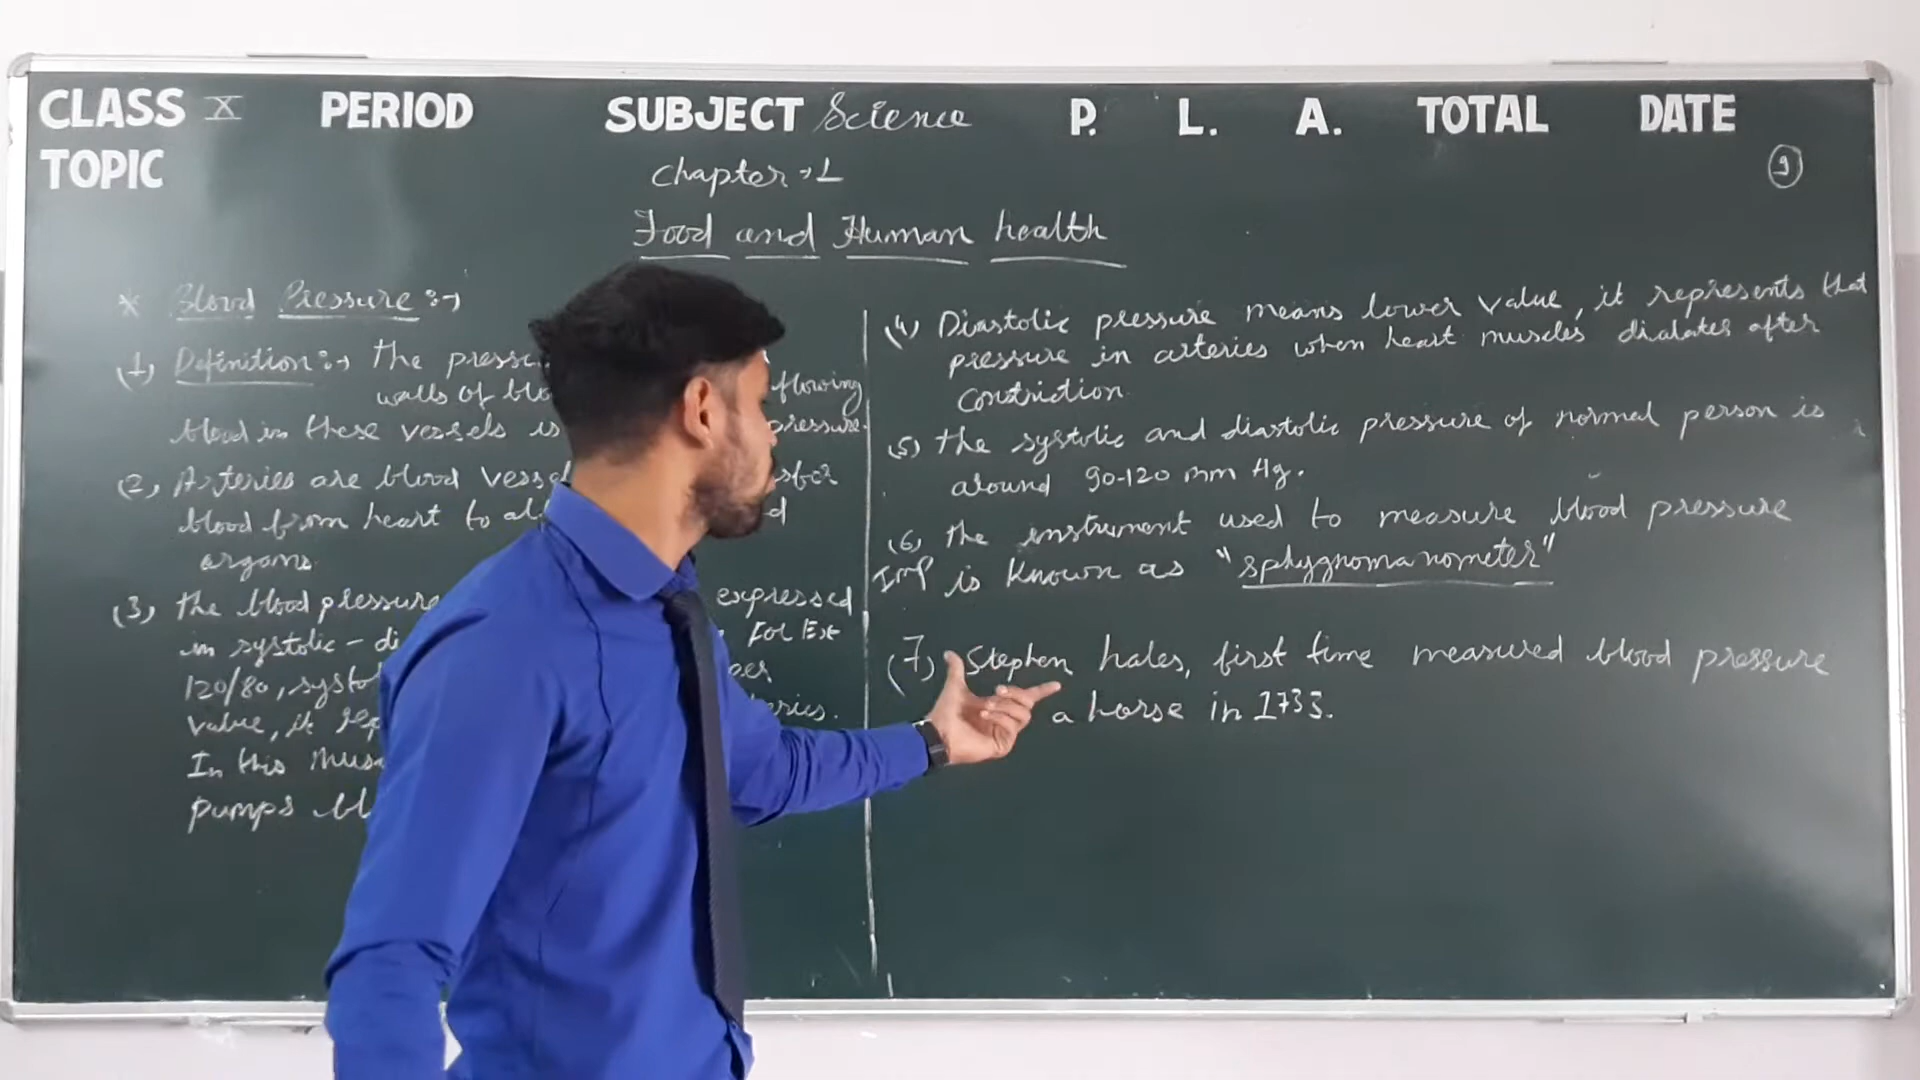 CLASS X PERIOD SUBJECT Science P. L. A. TOTAL DATE
TOPIC
Chapter :1
9
Food and Human health
* Blood Pressure :→
(1) Definition :→ The
walls of flowing
blood in these vessels is pressure.
(2) Arteries are blood
blood from heart to
organs.
(3) the blood pressure expressed
in systolic - For Ex
120/80,
value, it
In this
pumps
(4) Diastolic pressure means lower value, it represents that
pressure in arteries when heart muscles dialates after
Contriction.
(5) the systolic and diastolic pressure of normal person is
around 90-120 mm Hg.
(6) the instrument used to measure blood pressure
Imp is known as "sphygnomanometer"
(7) Stephen hales, first time measured blood pressure
a horse in 1733.